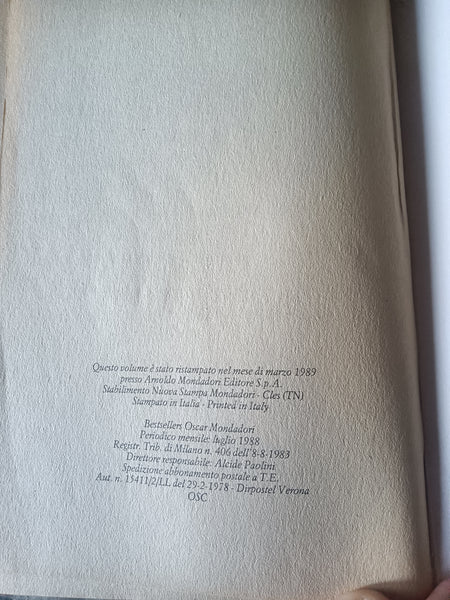 Questo volume è stato ristampato nel mese di marzo 1989
presso Arnoldo Mondadori Editore S.p.A.
Stabilimento Nuova Stampa Mondadori - Cles (TN)
Stampato in Italia - Printed in Italy
Bestsellers Oscar Mondadori
Periodico mensile: luglio 1988
Registr. Trib. di Milano n. 406 dell'8-8-1983
Direttore responsabile: Alcide Paolini
Spedizione abbonamento postale a T.E.
Aut. n. 15411/2/LL del 29-2-1978 - Dirpostel Verona
OSC